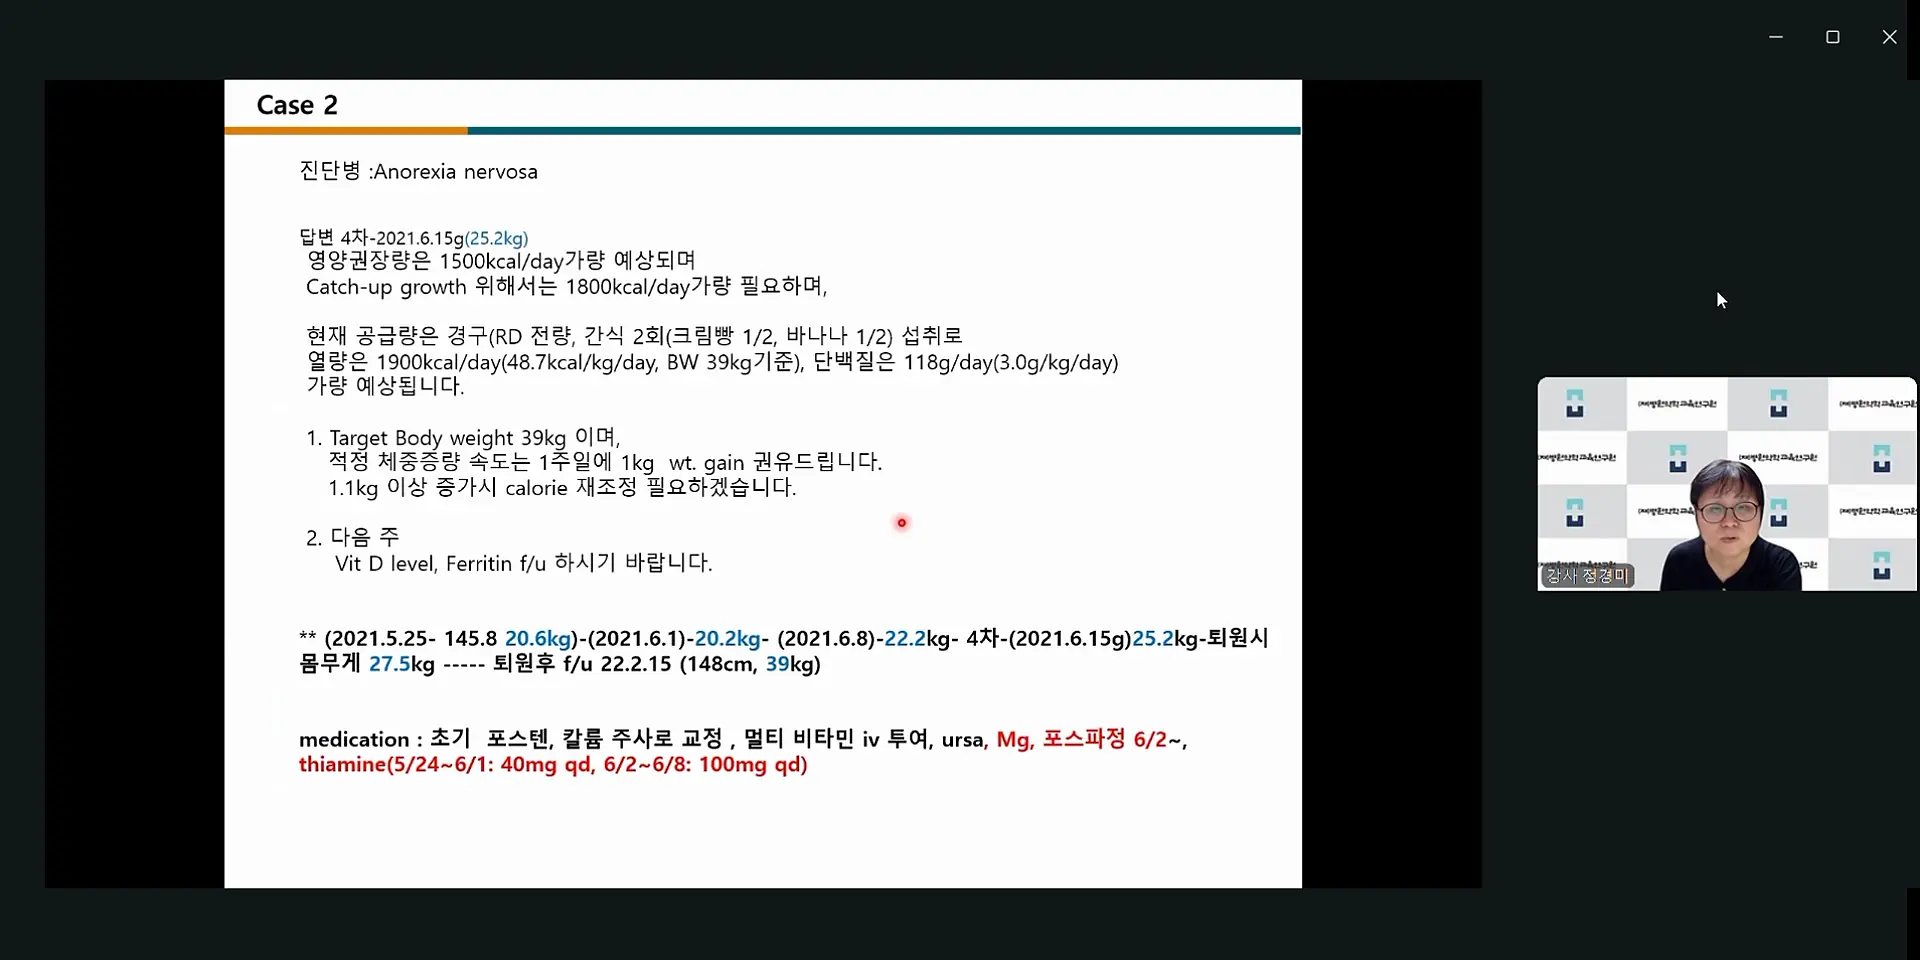 Case 2
진단병 :Anorexia nervosa
답변 4차-2021.6.15g(25.2kg)
영양권장량은 1500kcal/day가량 예상되며
Catch-up growth 위해서는 1800kcal/day가량 필요하며,
현재 공급량은 경구(RD 전량, 간식 2회(크림빵 1/2, 바나나 1/2) 섭취로
열량은 1900kcal/day(48.7kcal/kg/day, BW 39kg기준), 단백질은 118g/day(3.0g/kg/day)
가량 예상됩니다.
1. Target Body weight 39kg 이며,
적정 체중증량 속도는 1주일에 1kg wt. gain 권유드립니다.
1.1kg 이상 증가시 calorie 재조정 필요하겠습니다.
2. 다음 주
Vit D level, Ferritin f/u 하시기 바랍니다.
** (2021.5.25- 145.8 20.6kg)-(2021.6.1)-20.2kg- (2021.6.8)-22.2kg- 4차-(2021.6.15g)25.2kg-퇴원시
몸무게 27.5kg ----- 퇴원후 f/u 22.2.15 (148cm, 39kg)
medication : 초기 포스텐, 칼륨 주사로 교정 , 멀티 비타민 iv 투여, ursa, Mg, 포스파정 6/2~,
thiamine(5/24~6/1: 40mg qd, 6/2~6/8: 100mg qd)
(재)병원약학교육연구원
강사 정경미